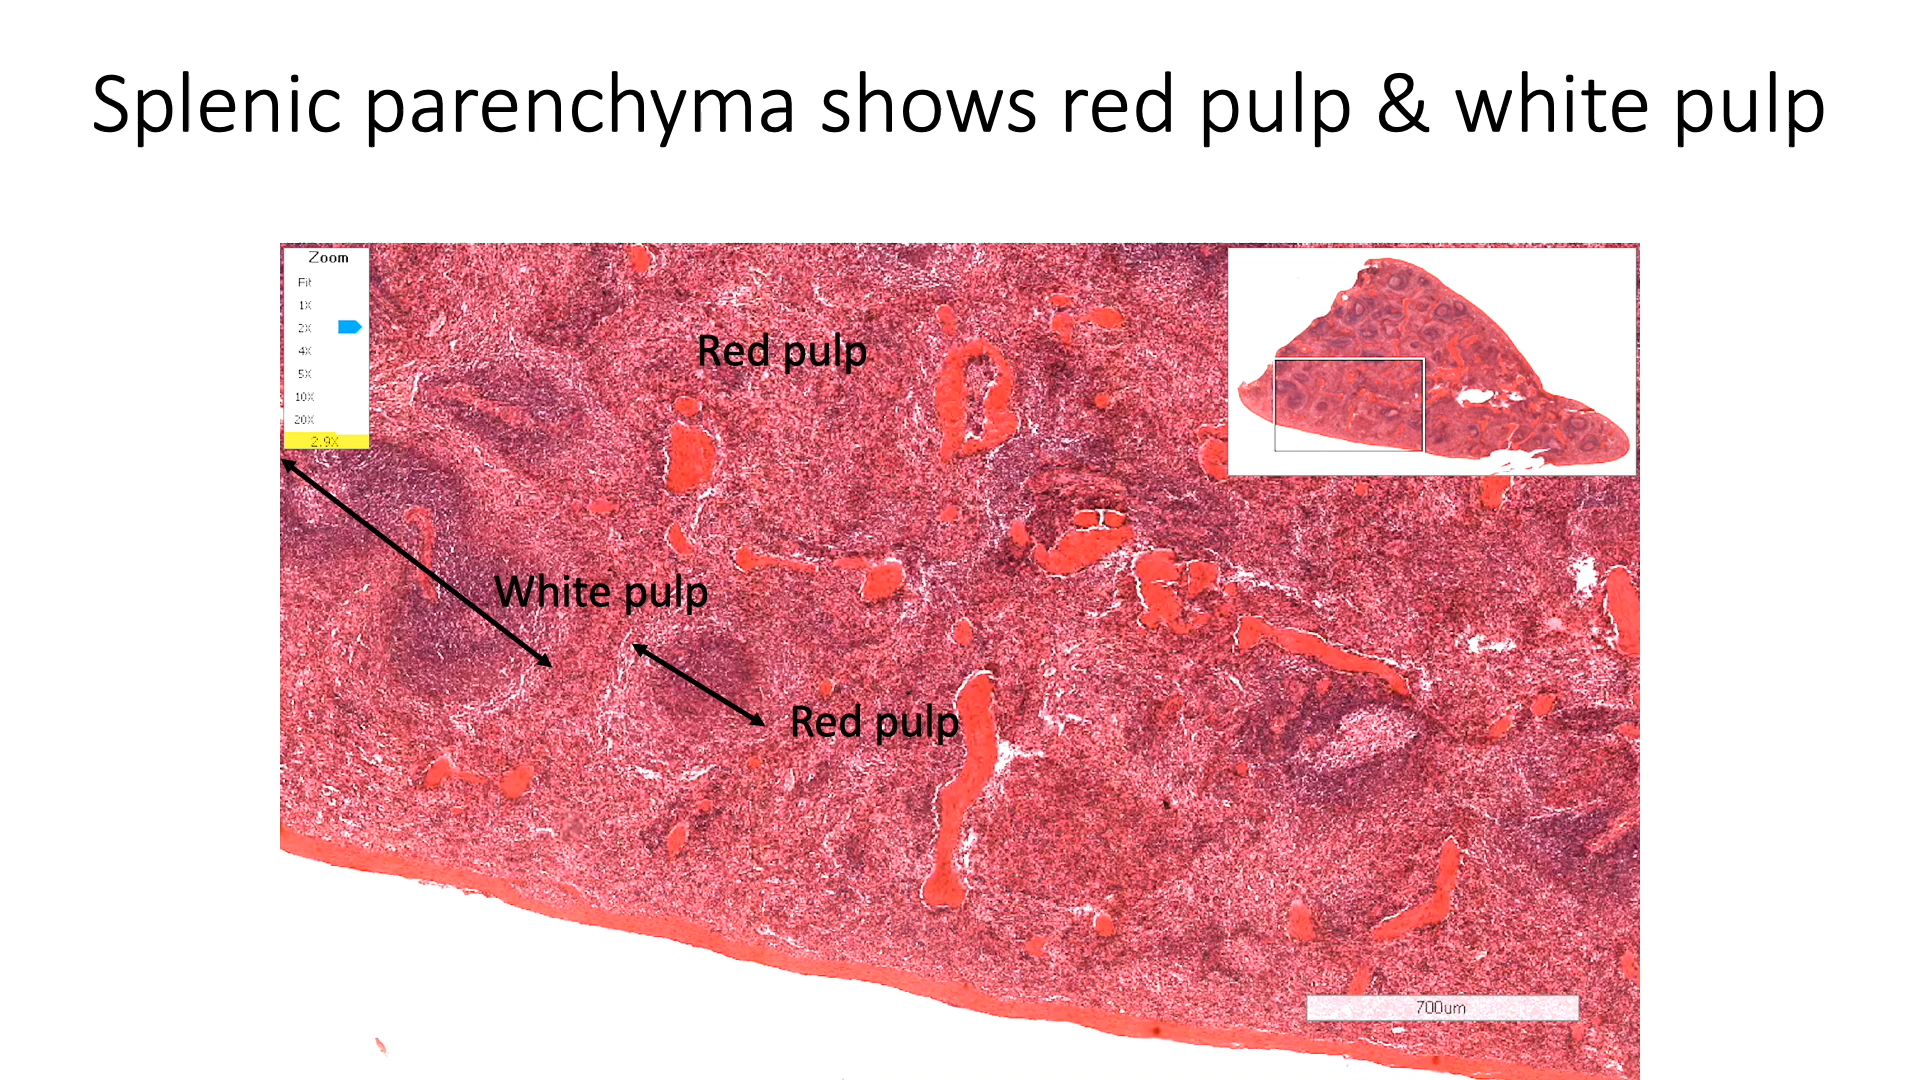 Splenic parenchyma shows red pulp & white pulp
Zoom
Fit
1X
2X
4X
5X
10X
20X
2.9X
Red pulp
White pulp
Red pulp
700um